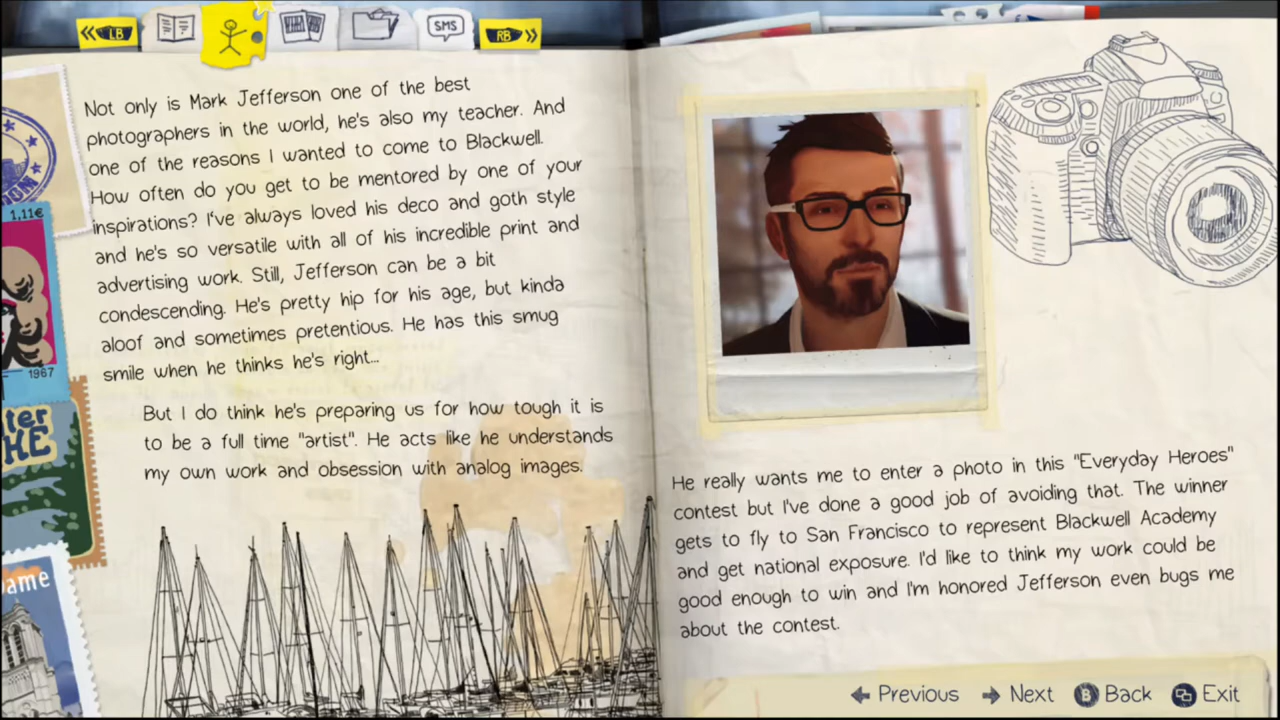 LB
SMS
RB
Not only is Mark Jefferson one of the best
photographers in the world, he's also my teacher. And
one of the reasons I wanted to come to Blackwell.
How often do you get to be mentored by one of your
inspirations? I've always loved his deco and goth style
and he's so versatile with all of his incredible print and
advertising work. Still, Jefferson can be a bit
condescending. He's pretty hip for his age, but kinda
aloof and sometimes pretentious. He has this smug
smile when he thinks he's right...
But I do think he's preparing us for how tough it is
to be a full time "artist". He acts like he understands
my own work and obsession with analog images.
1,11€
1967
He really wants me to enter a photo in this "Everyday Heroes"
contest but I've done a good job of avoiding that. The winner
gets to fly to San Francisco to represent Blackwell Academy
and get national exposure. I'd like to think my work could be
good enough to win and I'm honored Jefferson even bugs me
about the contest.
Previous
Next
B Back
Exit